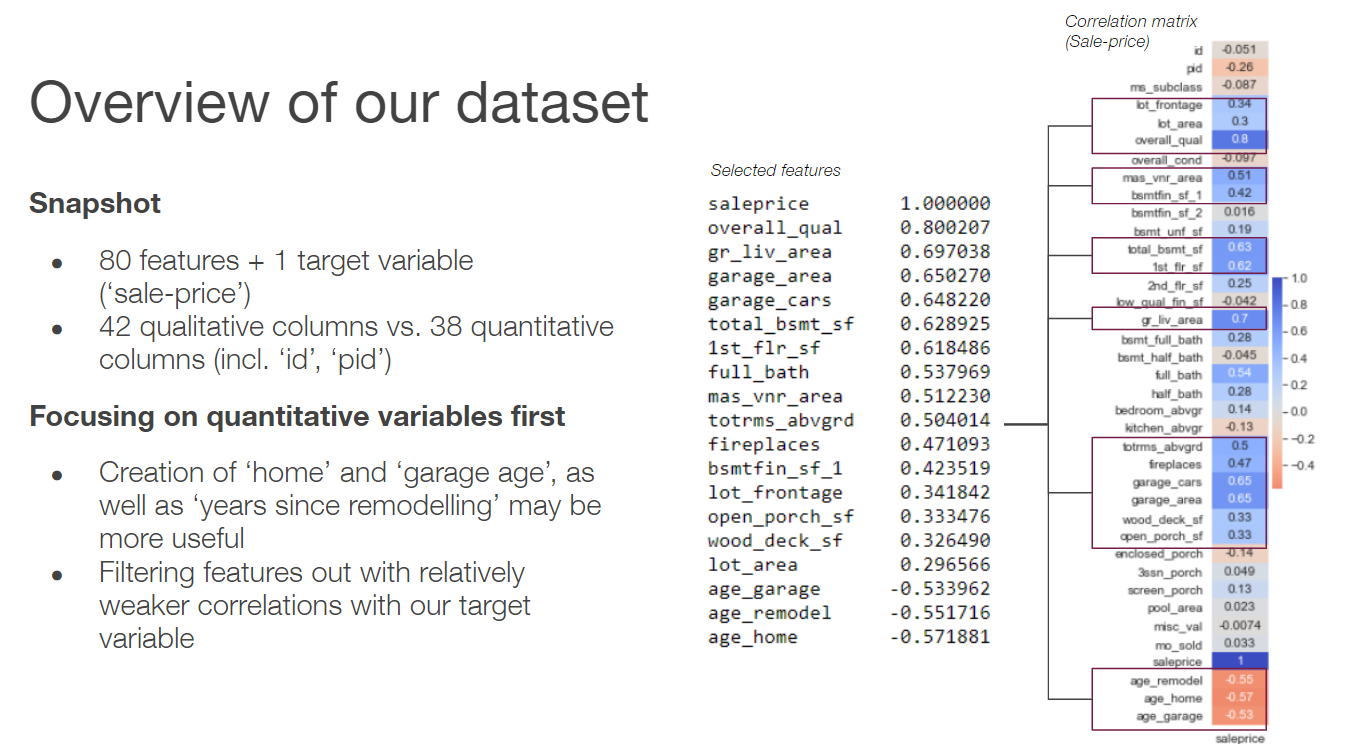 Overview of our dataset
Snapshot
● 80 features + 1 target variable
(‘sale-price’)
● 42 qualitative columns vs. 38 quantitative
columns (incl. ‘id’, ‘pid’)
Focusing on quantitative variables first
● Creation of ‘home’ and ‘garage age’, as
well as ‘years since remodelling’ may be
more useful
● Filtering features out with relatively
weaker correlations with our target
variable
Selected features
saleprice 1.000000
overall_qual 0.800207
gr_liv_area 0.697038
garage_area 0.650270
garage_cars 0.648220
total_bsmt_sf 0.628925
1st_flr_sf 0.618486
full_bath 0.537969
mas_vnr_area 0.512230
totrms_abvgrd 0.504014
fireplaces 0.471093
bsmtfin_sf_1 0.423519
lot_frontage 0.341842
open_porch_sf 0.333476
wood_deck_sf 0.326490
lot_area 0.296566
age_garage -0.533962
age_remodel -0.551716
age_home -0.571881
Correlation matrix
(Sale-price)
id -0.051
pid -0.26
ms_subclass -0.087
lot_frontage 0.34
lot_area 0.3
overall_qual 0.8
overall_cond -0.097
mas_vnr_area 0.51
bsmtfin_sf_1 0.42
bsmtfin_sf_2 0.016
bsmt_unf_sf 0.19
total_bsmt_sf 0.63
1st_flr_sf 0.62
2nd_flr_sf 0.25
low_qual_fin_sf -0.042
gr_liv_area 0.7
bsmt_full_bath 0.28
bsmt_half_bath -0.045
full_bath 0.54
half_bath 0.28
bedroom_abvgr 0.14
kitchen_abvgr -0.13
totrms_abvgrd 0.5
fireplaces 0.47
garage_cars 0.65
garage_area 0.65
wood_deck_sf 0.33
open_porch_sf 0.33
enclosed_porch -0.14
3ssn_porch 0.049
screen_porch 0.13
pool_area 0.023
misc_val -0.0074
mo_sold 0.033
saleprice 1
age_remodel -0.55
age_home -0.57
age_garage -0.53
saleprice
1.0
0.8
0.6
0.4
0.2
0.0
-0.2
-0.4